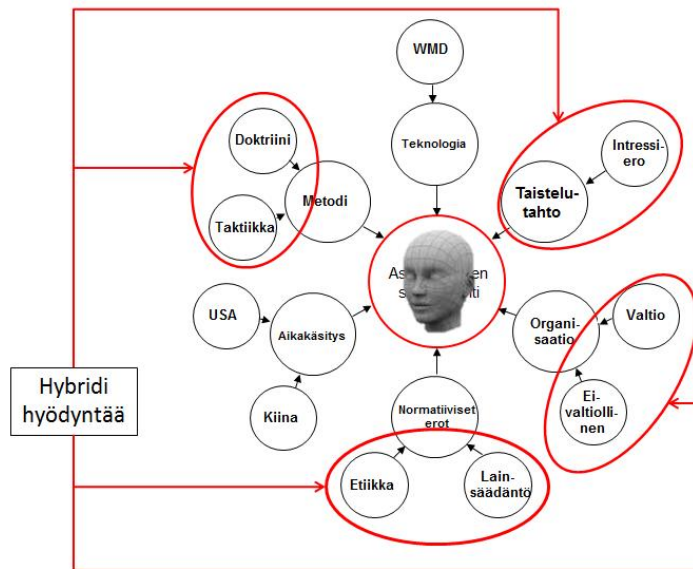 WMD
Teknologia
Doktriini
Taktiikka
Metodi
Intressi-
ero
Taistelu-
tahto
USA
Kiina
Aikakäsitys
Organi-
saatio
Valtio
Ei-
valtiollinen
Normatiiviset
erot
Etiikka
Lain-
säädäntö
Hybridi
hyödyntää